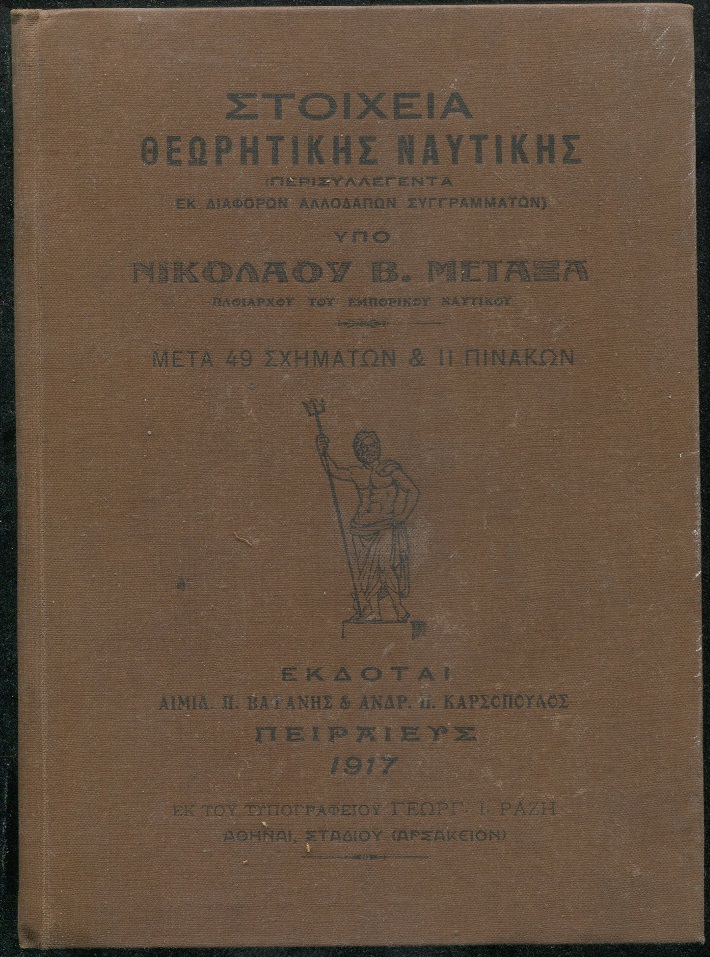 ΣΤΟΙΧΕΙΑ
ΘΕΩΡΗΤΙΚΗΣ ΝΑΥΤΙΚΗΣ
(ΠΕΡΙΣΥΛΛΕΓΕΝΤΑ
ΕΚ ΔΙΑΦΟΡΩΝ ΑΛΛΟΔΑΠΩΝ ΣΥΓΓΡΑΜΜΑΤΩΝ)
ΥΠΟ
ΝΙΚΟΛΑΟΥ Β. ΜΕΤΑΞΑ
ΠΛΟΙΑΡΧΟΥ ΤΟΥ ΕΜΠΟΡΙΚΟΥ ΝΑΥΤΙΚΟΥ
ΜΕΤΑ 49 ΣΧΗΜΑΤΩΝ & 11 ΠΙΝΑΚΩΝ
ΕΚΔΟΤΑΙ
ΑΙΜΙΛ. Π. & ΑΝΔΡ. Π. ΚΑΡΣΟΠΟΥΛΟΣ
ΠΕΙΡΑΙΕΥΣ
1917
ΕΚ ΤΟΥ ΤΥΠΟΓΡΑΦΕΙΟΥ ΓΕΩΡΓ. Ι. ΡΑΖΗ
ΑΘΗΝΑΙ, ΣΤΑΔΙΟΥ (ΑΡΣΑΚΕΙΟΝ)